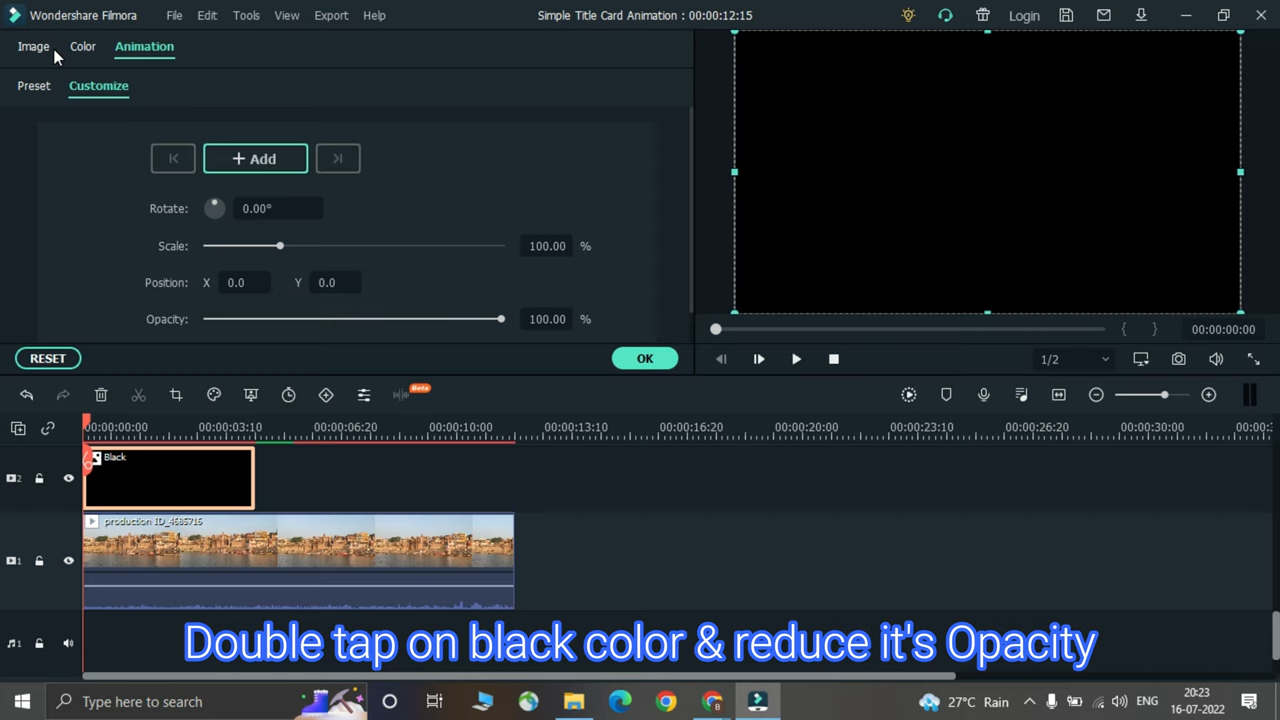 Wondershare Filmora File Edit Tools View Export Help Simple Title Card Animation : 00:00:12:15 Login
Image Color Animation
Preset Customize
+ Add
Rotate: 0.00°
Scale: 100.00 %
Position: X 0.0 Y 0.0
Opacity: 100.00 %
00:00:00:00
RESET OK
1/2
Beta
00:00:00:00 00:00:03:10 00:00:06:20 00:00:10:00 00:00:13:10 00:00:16:20 00:00:20:00 00:00:23:10 00:00:26:20 00:00:30:00
Black
2
production ID_4685716
1
1
Double tap on black color & reduce it's Opacity
Type here to search
27°C Rain
ENG
20:23
16-07-2022